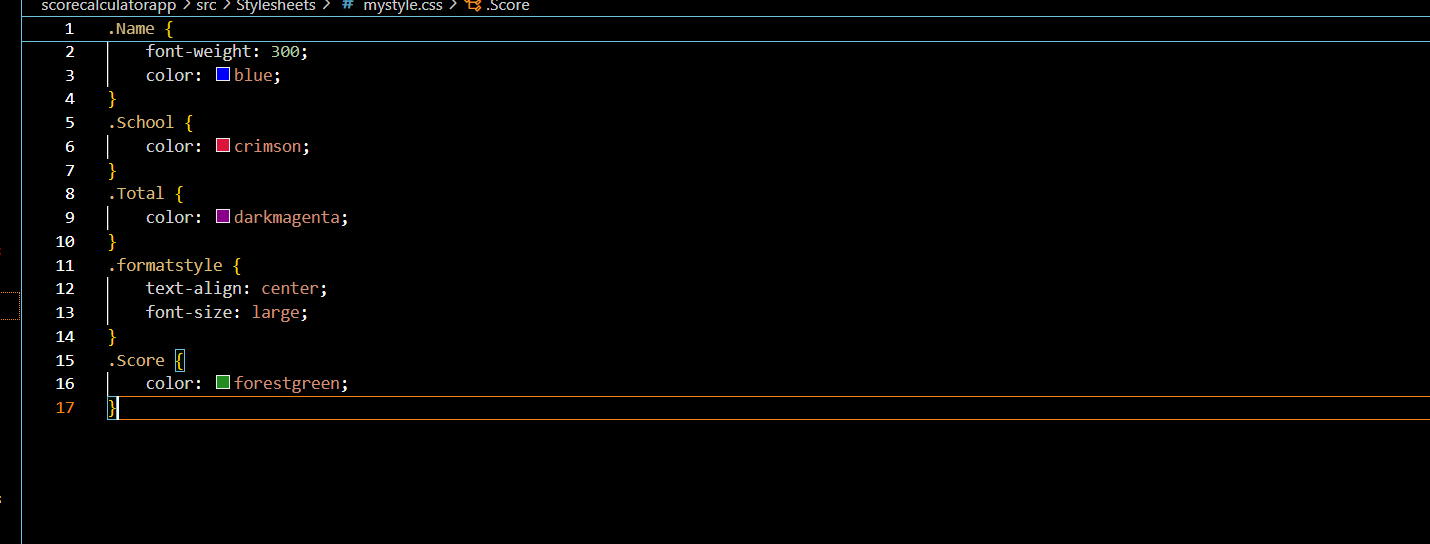 scorecalculatorapp > src > Stylesheets > # mystyle.css > .Score
1 .Name {
2 font-weight: 300;
3 color: blue;
4 }
5 .School {
6 color: crimson;
7 }
8 .Total {
9 color: darkmagenta;
10 }
11 .formatstyle {
12 text-align: center;
13 font-size: large;
14 }
15 .Score {
16 color: forestgreen;
17 }